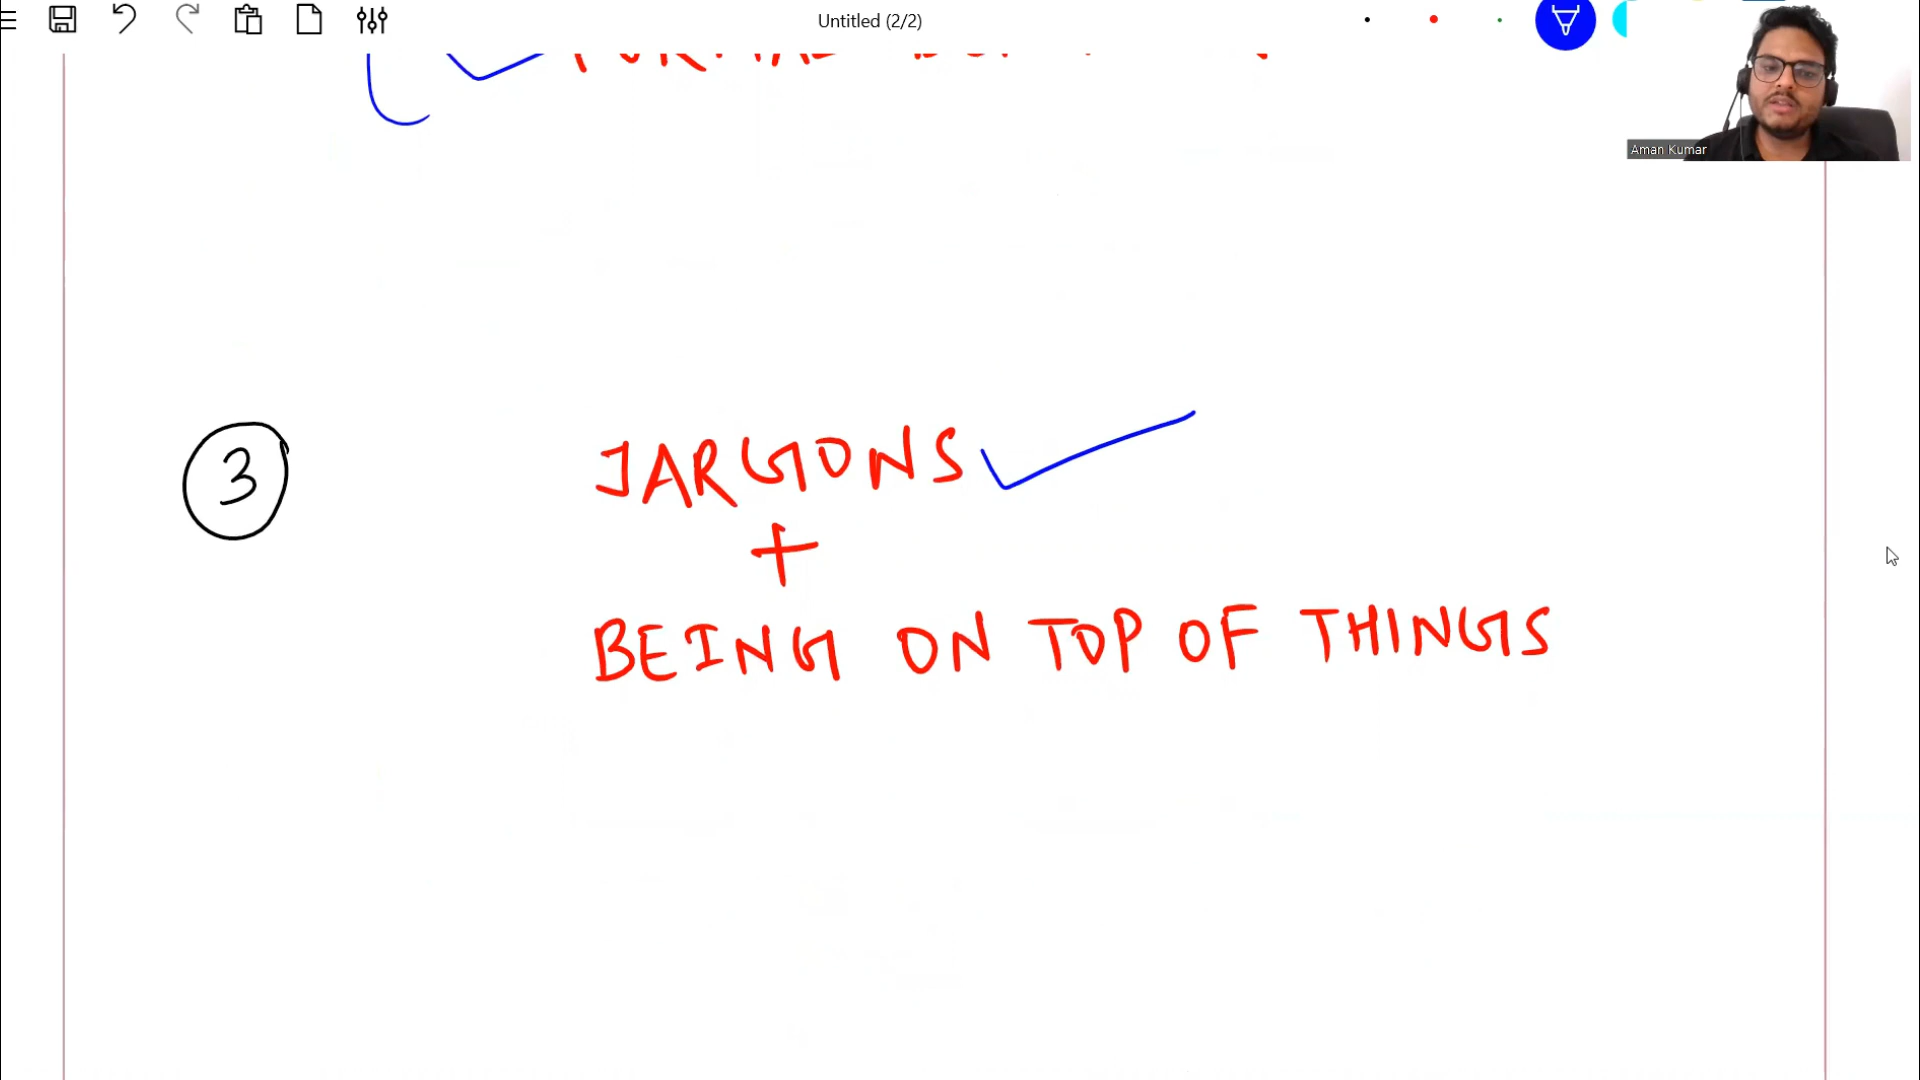 Untitled (2/2)
Aman Kumar
3
JARGONS
+
BEING ON TOP OF THINGS